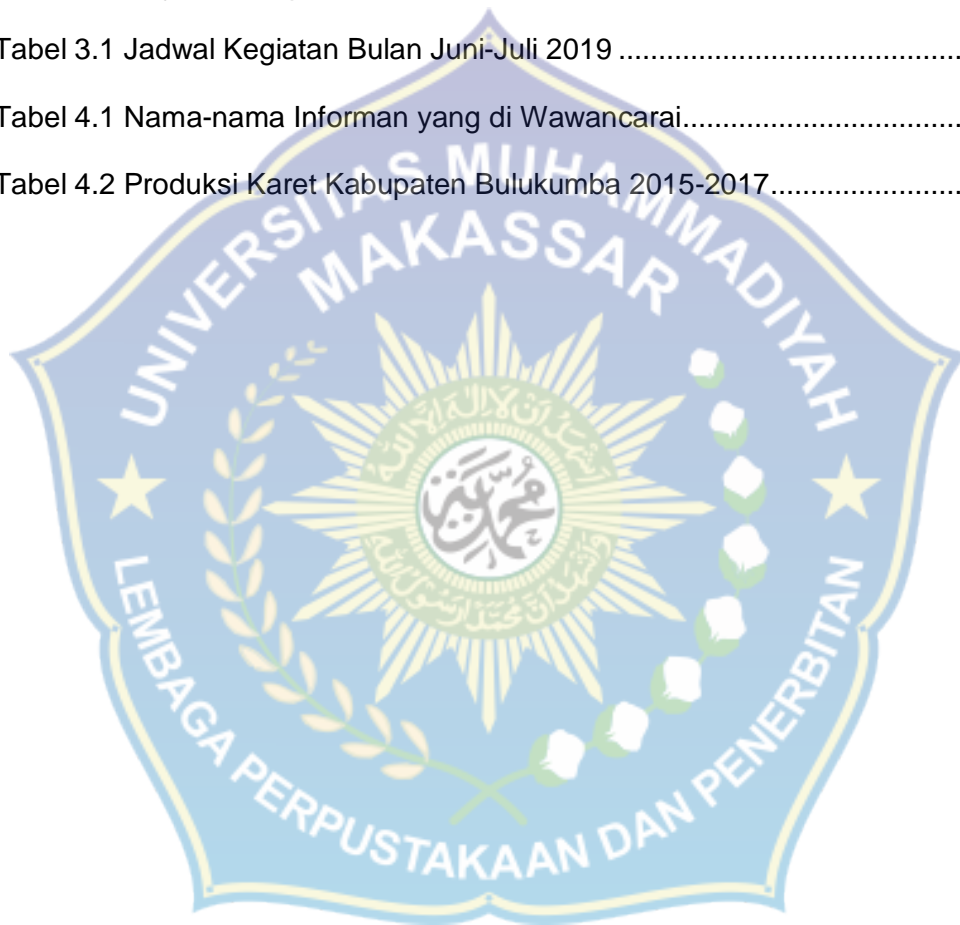 Tabel 3.1 Jadwal Kegiatan Bulan Juni-Juli 2019 ..........................................
Tabel 4.1 Nama-nama Informan yang di Wawancarai..................................
Tabel 4.2 Produksi Karet Kabupaten Bulukumba 2015-2017........................
UNIVERSITAS MUHAMMADIYAH
MAKASSAR
محمدية
LEMBAGA PERPUSTAKAAN DAN PENERBITAN